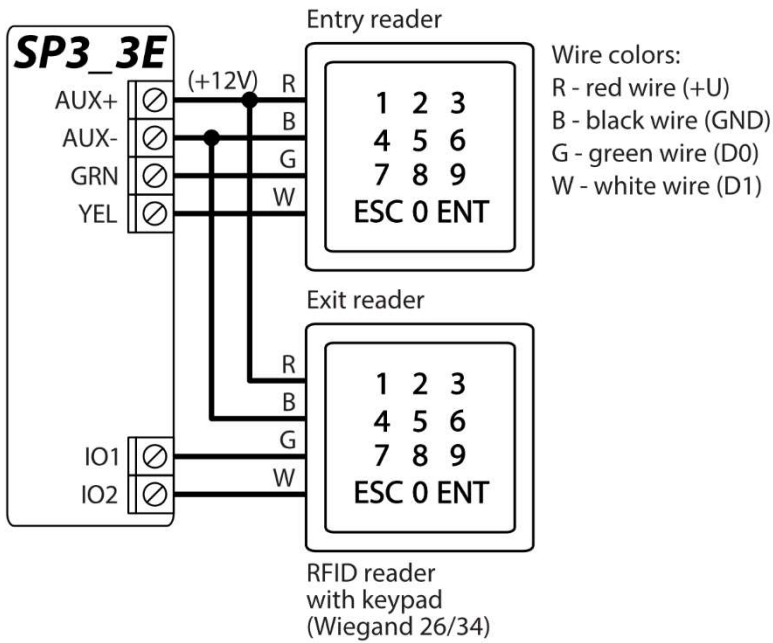 Entry reader
SP3_3E
(+12V)
AUX+
AUX-
GRN
YEL
R
B
G
W
1 2 3
4 5 6
7 8 9
ESC 0 ENT
Wire colors:
R - red wire (+U)
B - black wire (GND)
G - green wire (D0)
W - white wire (D1)
Exit reader
R
B
G
W
1 2 3
4 5 6
7 8 9
ESC 0 ENT
IO1
IO2
RFID reader
with keypad
(Wiegand 26/34)